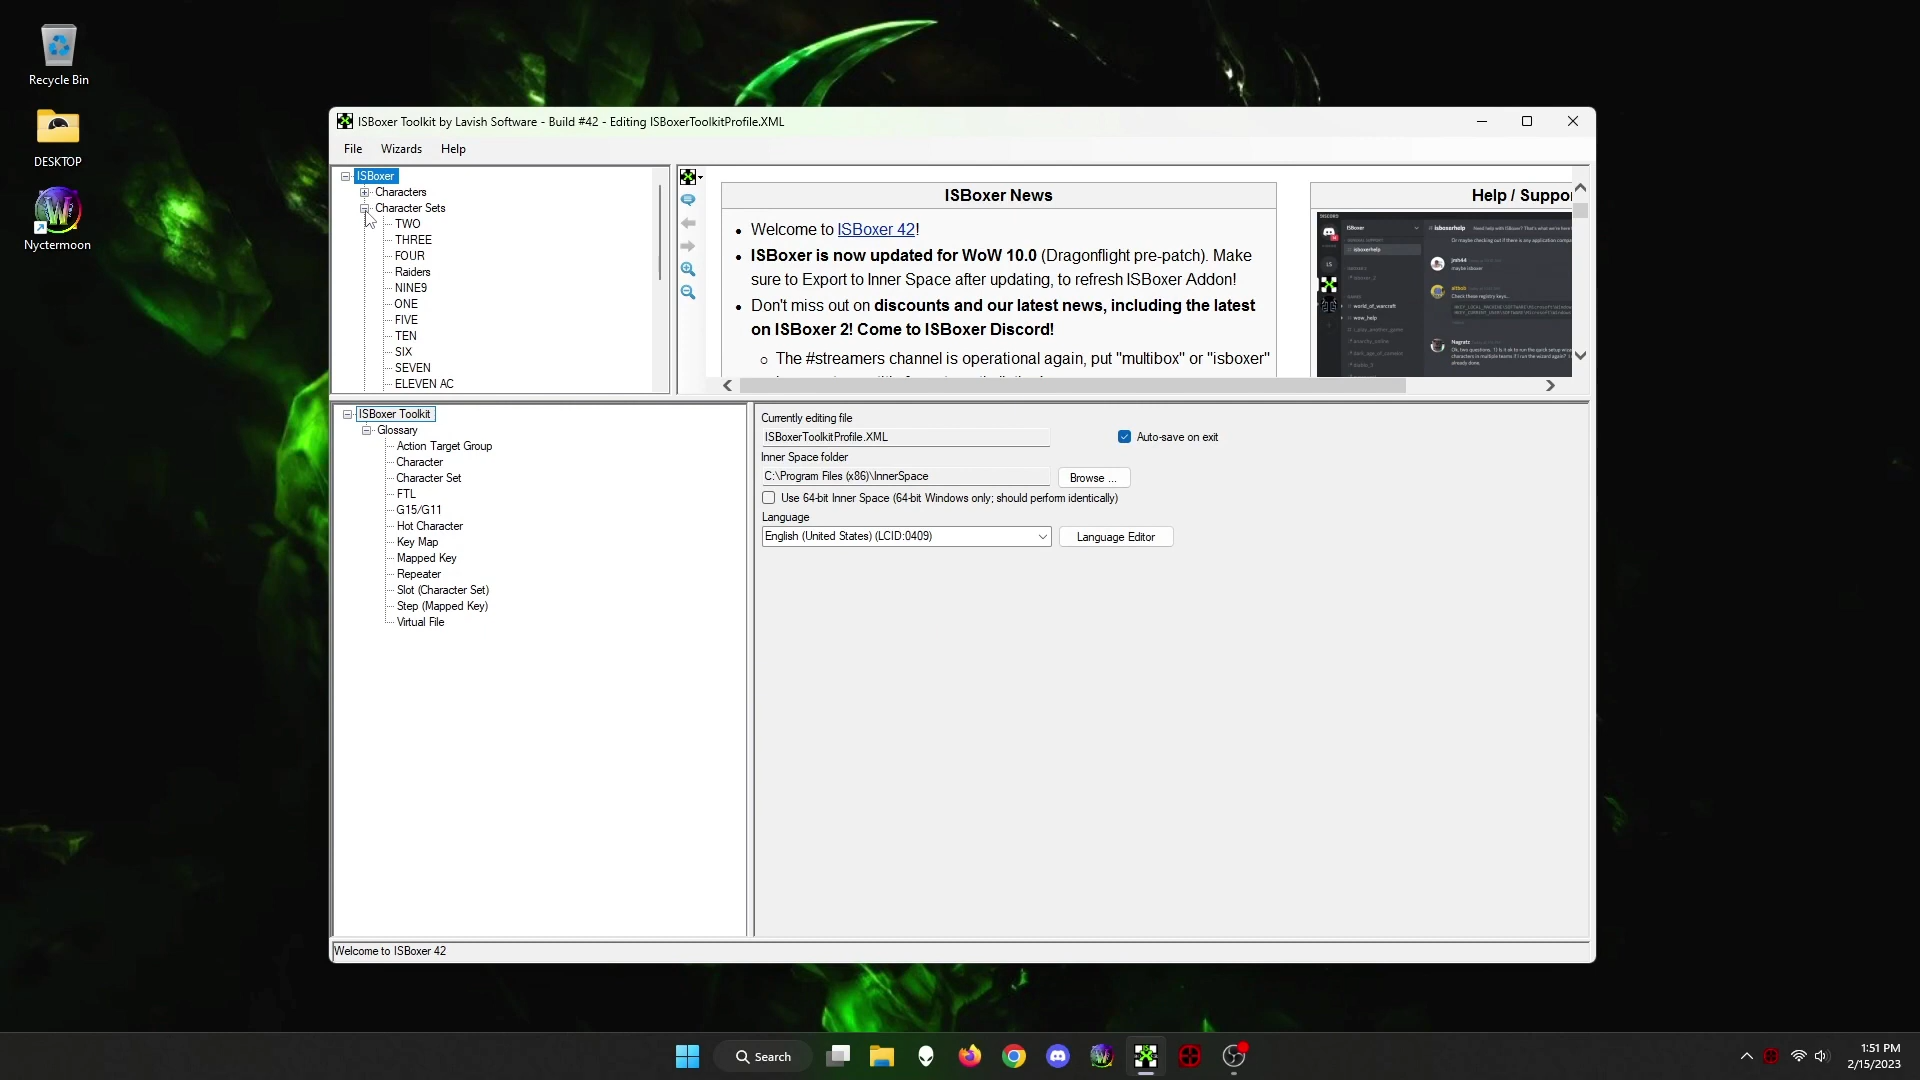 Recycle Bin
DESKTOP
Nyctermoon
ISBoxer Toolkit by Lavish Software - Build #42 - Editing ISBoxerToolkitProfile.XML
File Wizards Help
ISBoxer
Characters
Character Sets
TWO
THREE
FOUR
Raiders
NINE9
ONE
FIVE
TEN
SIX
SEVEN
ELEVEN AC
ISBoxer News
Welcome to ISBoxer 42!
ISBoxer is now updated for WoW 10.0 (Dragonflight pre-patch). Make
sure to Export to Inner Space after updating, to refresh ISBoxer Addon!
Don't miss out on discounts and our latest news, including the latest
on ISBoxer 2! Come to ISBoxer Discord!
The #streamers channel is operational again, put "multibox" or "isboxer"
Help / Suppor
DISCORD
ISBoxer
isboxerhelp
world_of_warcraft
wow_help
ISBoxer Toolkit
Glossary
Action Target Group
Character
Character Set
FTL
G15/G11
Hot Character
Key Map
Mapped Key
Repeater
Slot (Character Set)
Step (Mapped Key)
Virtual File
Currently editing file
ISBoxerToolkitProfile.XML
Auto-save on exit
Inner Space folder
C:\Program Files (x86)\InnerSpace
Browse ...
Use 64-bit Inner Space (64-bit Windows only; should perform identically)
Language
English (United States) (LCID:0409)
Language Editor
Welcome to ISBoxer 42
Search
1:51 PM
2/15/2023